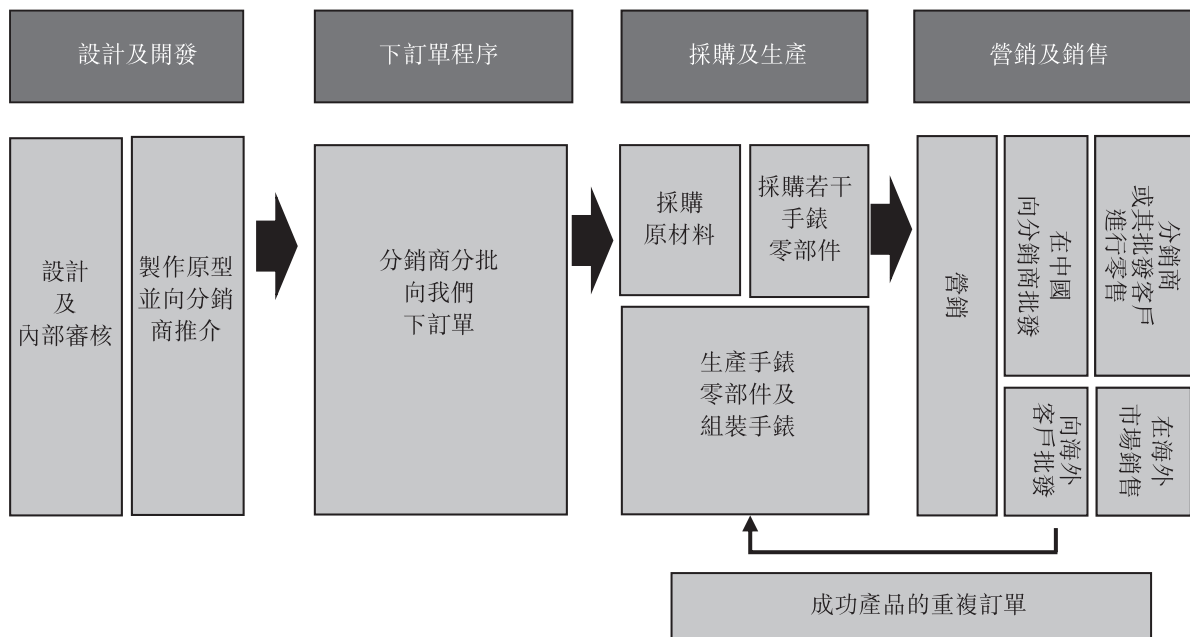 設計及開發
下訂單程序
採購及生產
營銷及銷售
設計
及
內部審核
製作原型
並向分銷
商推介
分銷商分批
向我們
下訂單
採購
原材料
採購若干
手錶
零部件
生產手錶
零部件及
組裝手錶
營銷
在中國
向分銷商批發
分銷商
或其批發客戶
進行零售
向海外
客戶批發
在海外
市場銷售
成功產品的重複訂單